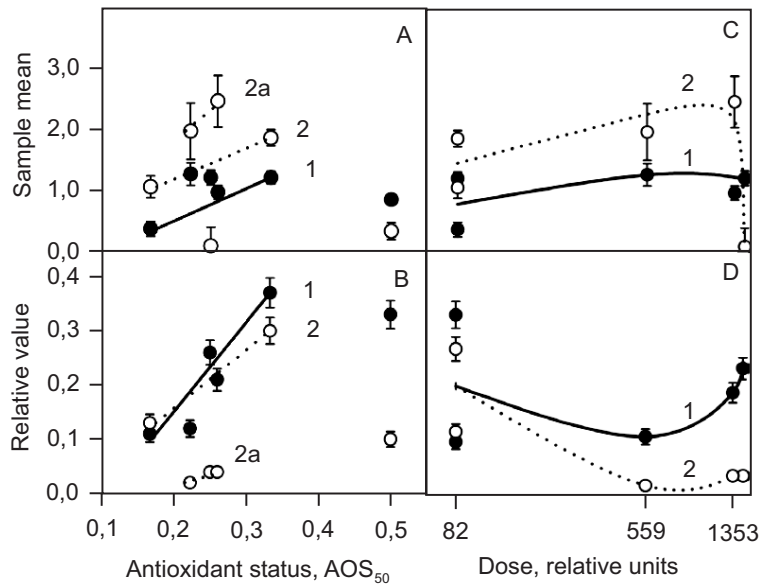 A
C
3,0
2,0
1,0
0,0
Sample mean
2a
2
1
2
1
B
D
0,4
0,3
0,2
0,1
0,0
Relative value
1
2
2a
1
2
0,1 0,2 0,3 0,4 0,5
82 559 1353
Antioxidant status, AOS50
Dose, relative units